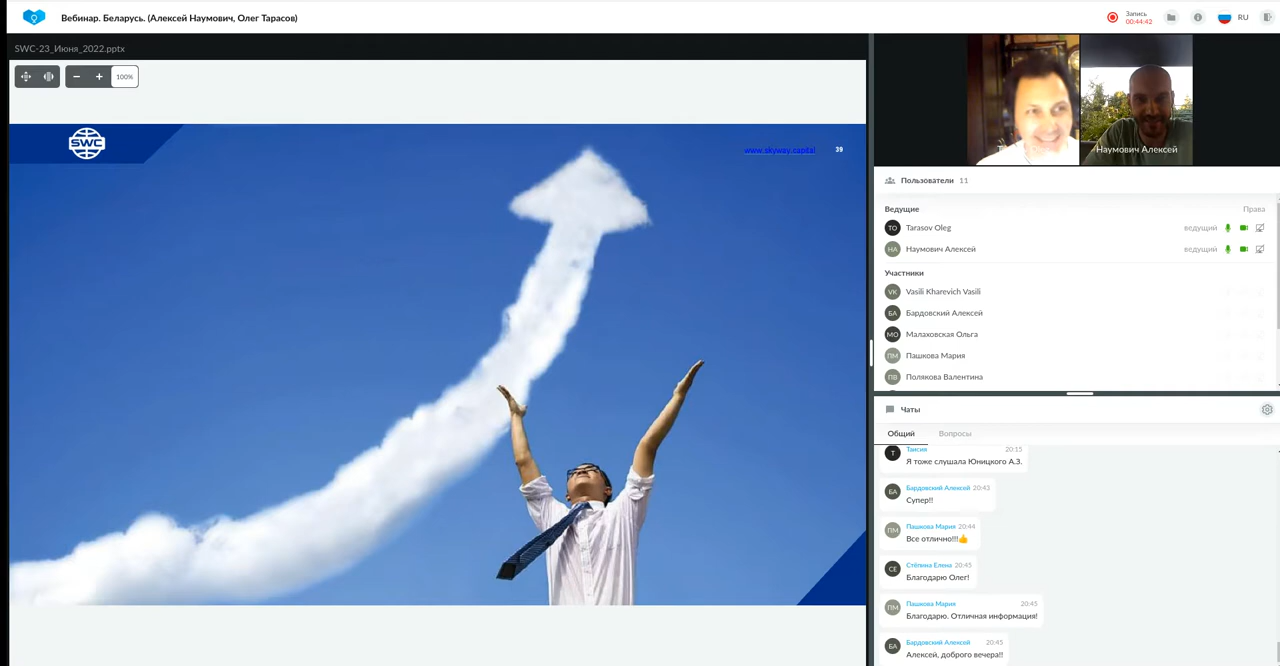 Вебинар. Беларусь. (Алексей Наумович, Олег Тарасов)
Запись
00:44:42
RU
SWC-23_Июня_2022.pptx
100%
SWC
www.skyway.capital
39
Наумович Алексей
Пользователи 11
Ведущие
Права
TO Tarasov Oleg ведущий
НА Наумович Алексей ведущий
Участники
VK Vasili Kharevich Vasili
БА Бардовский Алексей
МО Малаховская Ольга
ПМ Пашкова Мария
ПВ Полякова Валентина
Чаты
Общий Вопросы
Т Таисия 20:15
Я тоже слушала Юницкого А.З.
БА Бардовский Алексей 20:43
Супер!!
ПМ Пашкова Мария 20:44
Все отлично!!!👍
СЕ Стёпина Елена 20:45
Благодарю Олег!
ПМ Пашкова Мария 20:45
Благодарю. Отличная информация!
БА Бардовский Алексей 20:45
Алексей, доброго вечера!!